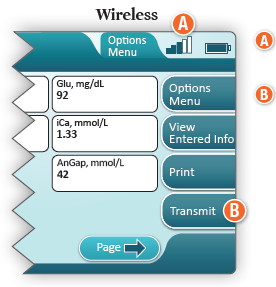 Wireless
A
Options
Menu
A
Glu, mg/dL
92
Options
Menu
B
iCa, mmol/L
1.33
View
Entered Info
AnGap, mmol/L
42
Print
Transmit B
Page